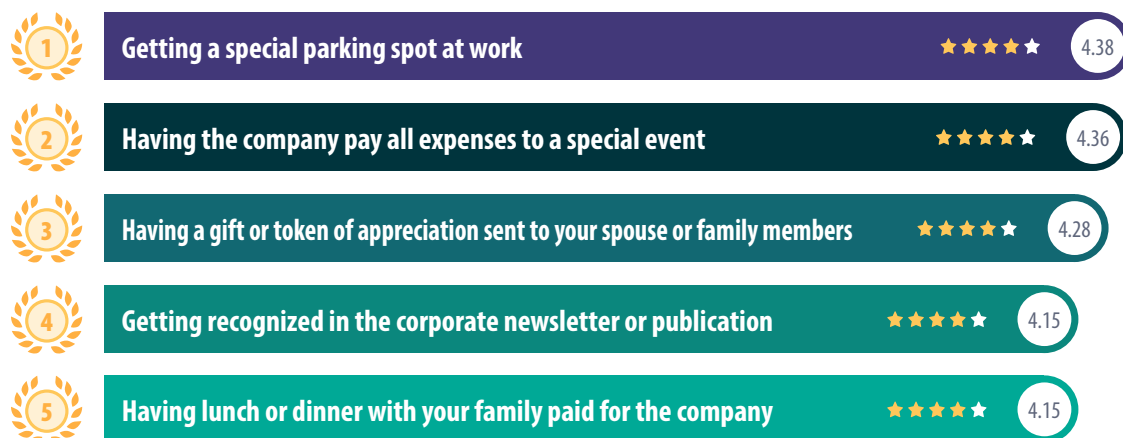 1 Getting a special parking spot at work 4.38
2 Having the company pay all expenses to a special event 4.36
3 Having a gift or token of appreciation sent to your spouse or family members 4.28
4 Getting recognized in the corporate newsletter or publication 4.15
5 Having lunch or dinner with your family paid for the company 4.15